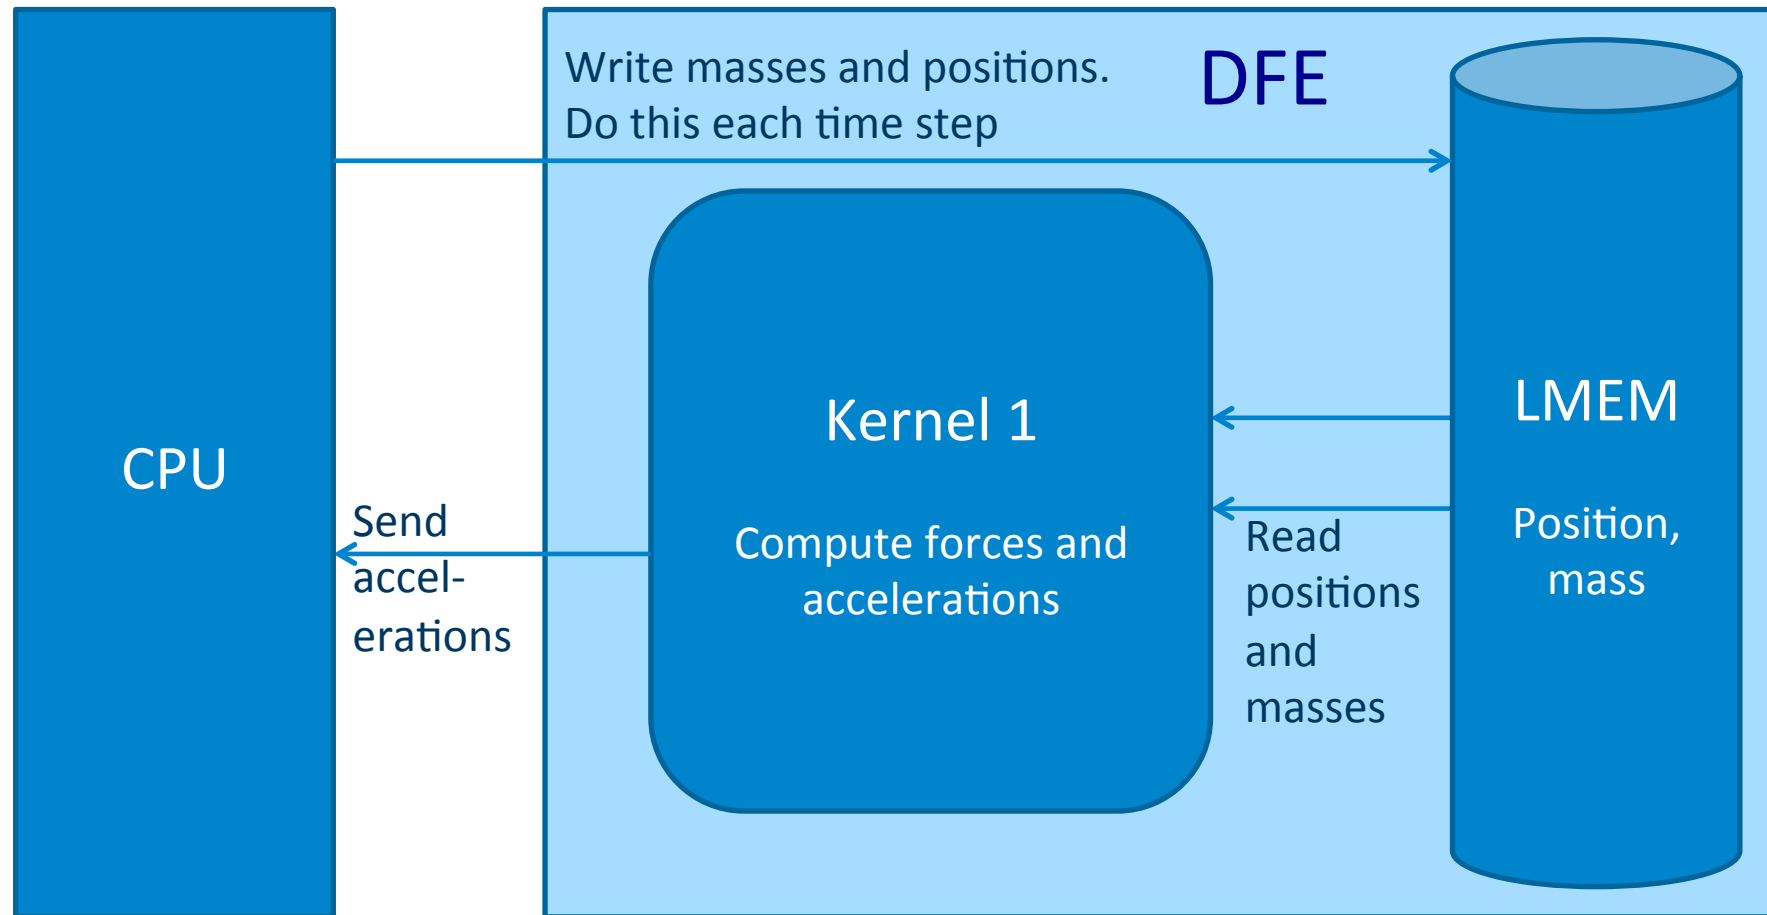 Write masses and positions.
Do this each time step
DFE
CPU
Send
accel-
erations
Kernel 1
Compute forces and
accelerations
Read
positions
and
masses
LMEM
Position,
mass